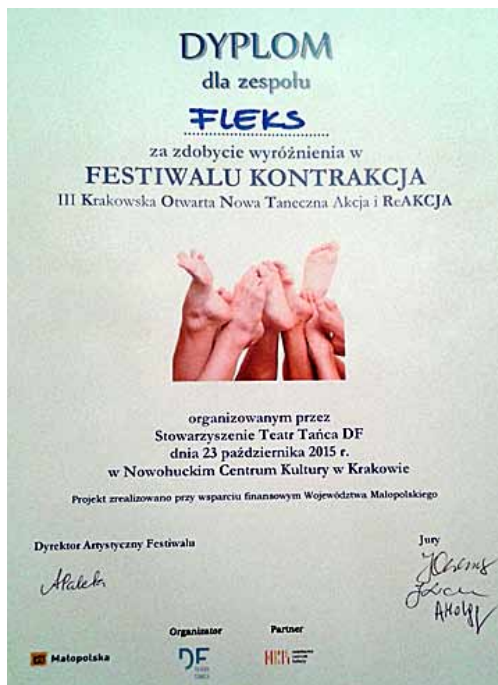 DYPLOM
dla zespołu
FLEKS
za zdobycie wyróżnienia w
FESTIWALU KONTRAKCJA
III Krakowska Otwarta Nowa Taneczna Akcja i ReAKCJA
organizowanym przez
Stowarzyszenie Teatr Tańca DF
dnia 23 października 2015 r.
w Nowohuckim Centrum Kultury w Krakowie
Projekt zrealizowano przy wsparciu finansowym Województwa Małopolskiego
Dyrektor Artystyczny Festiwalu
Jury
Organizator
Partner
Małopolska
DF